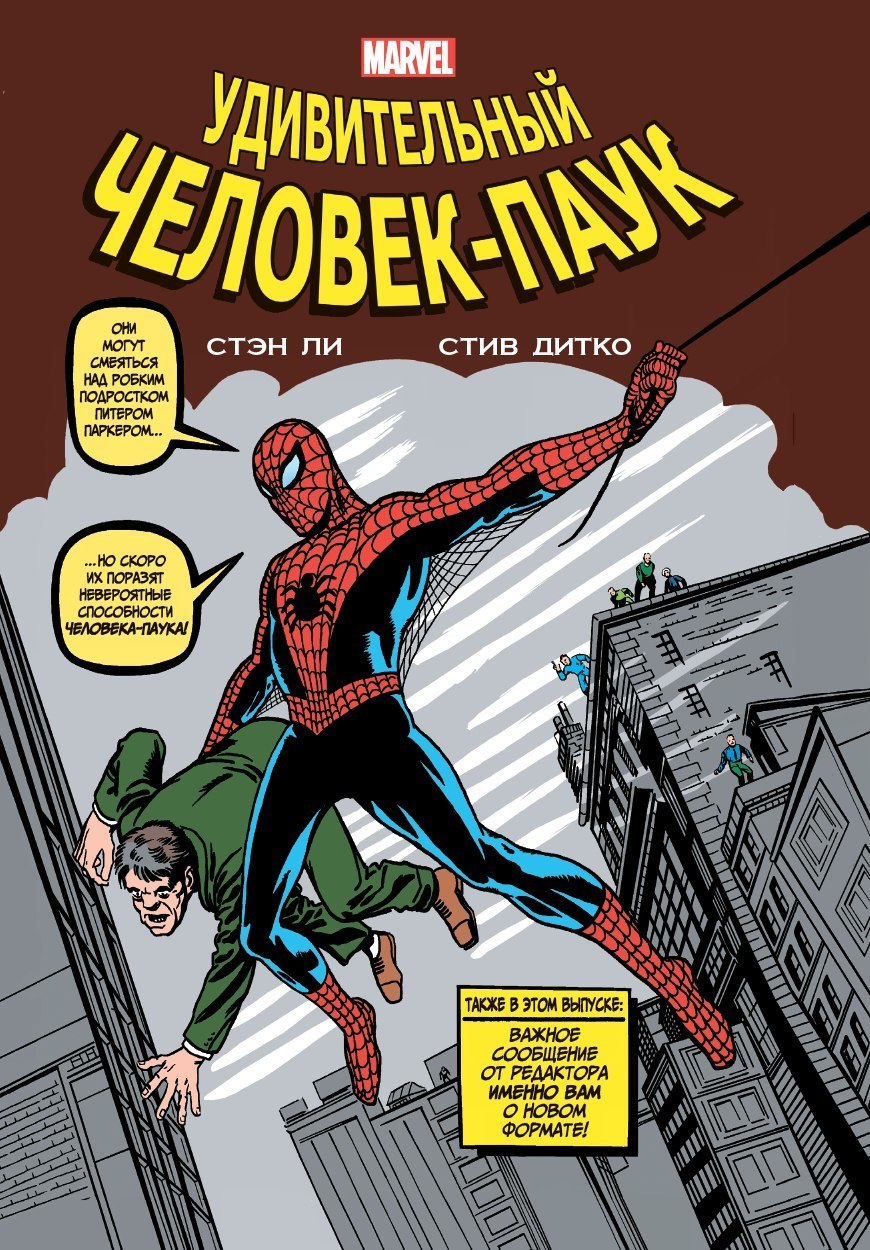 MARVEL
УДИВИТЕЛЬНЫЙ
ЧЕЛОВЕК-ПАУК
СТЭН ЛИ СТИВ ДИТКО
ОНИ
МОГУТ
СМЕЯТЬСЯ
НАД РОБКИМ
ПОДРОСТКОМ
ПИТЕРОМ
ПАРКЕРОМ...
...НО СКОРО
ИХ ПОРАЗЯТ
НЕВЕРОЯТНЫЕ
СПОСОБНОСТИ
ЧЕЛОВЕКА-ПАУКА!
ТАКЖЕ В ЭТОМ ВЫПУСКЕ:
ВАЖНОЕ
СООБЩЕНИЕ
ОТ РЕДАКТОРА
ИМЕННО ВАМ
О НОВОМ
ФОРМАТЕ!